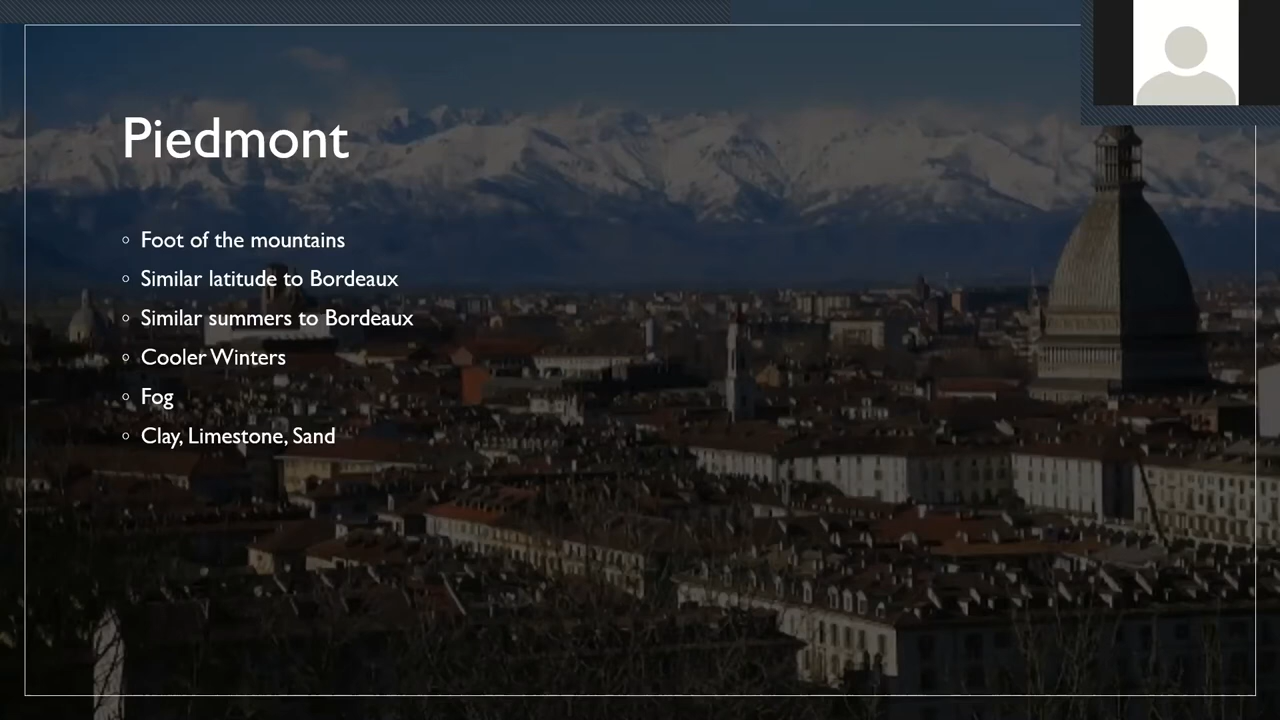 Piedmont
Foot of the mountains
Similar latitude to Bordeaux
Similar summers to Bordeaux
Cooler Winters
Fog
Clay, Limestone, Sand